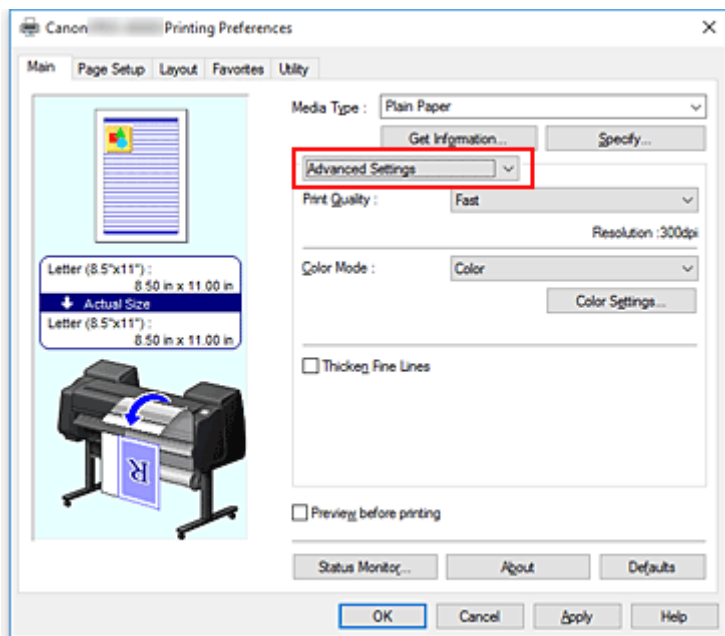 Canon Printing Preferences
Main Page Setup Layout Favorites Utility
Media Type : Plain Paper
Get Information... Specify...
Advanced Settings
Print Quality : Fast
Resolution :300dpi
Color Mode : Color
Color Settings...
Thicken Fine Lines
Letter (8.5"x11") :
8.50 in x 11.00 in
Actual Size
Letter (8.5"x11") :
8.50 in x 11.00 in
R
Preview before printing
Status Monitor... About Defaults
OK Cancel Apply Help